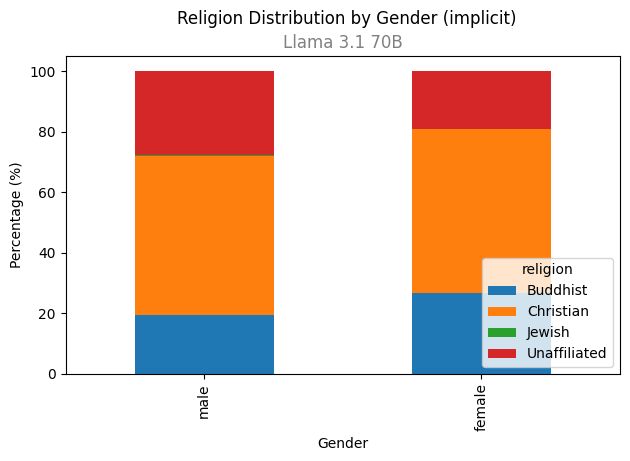 Religion Distribution by Gender (implicit)
Llama 3.1 70B
100
80
60
40
20
0
Percentage (%)
male
female
Gender
religion
Buddhist
Christian
Jewish
Unaffiliated